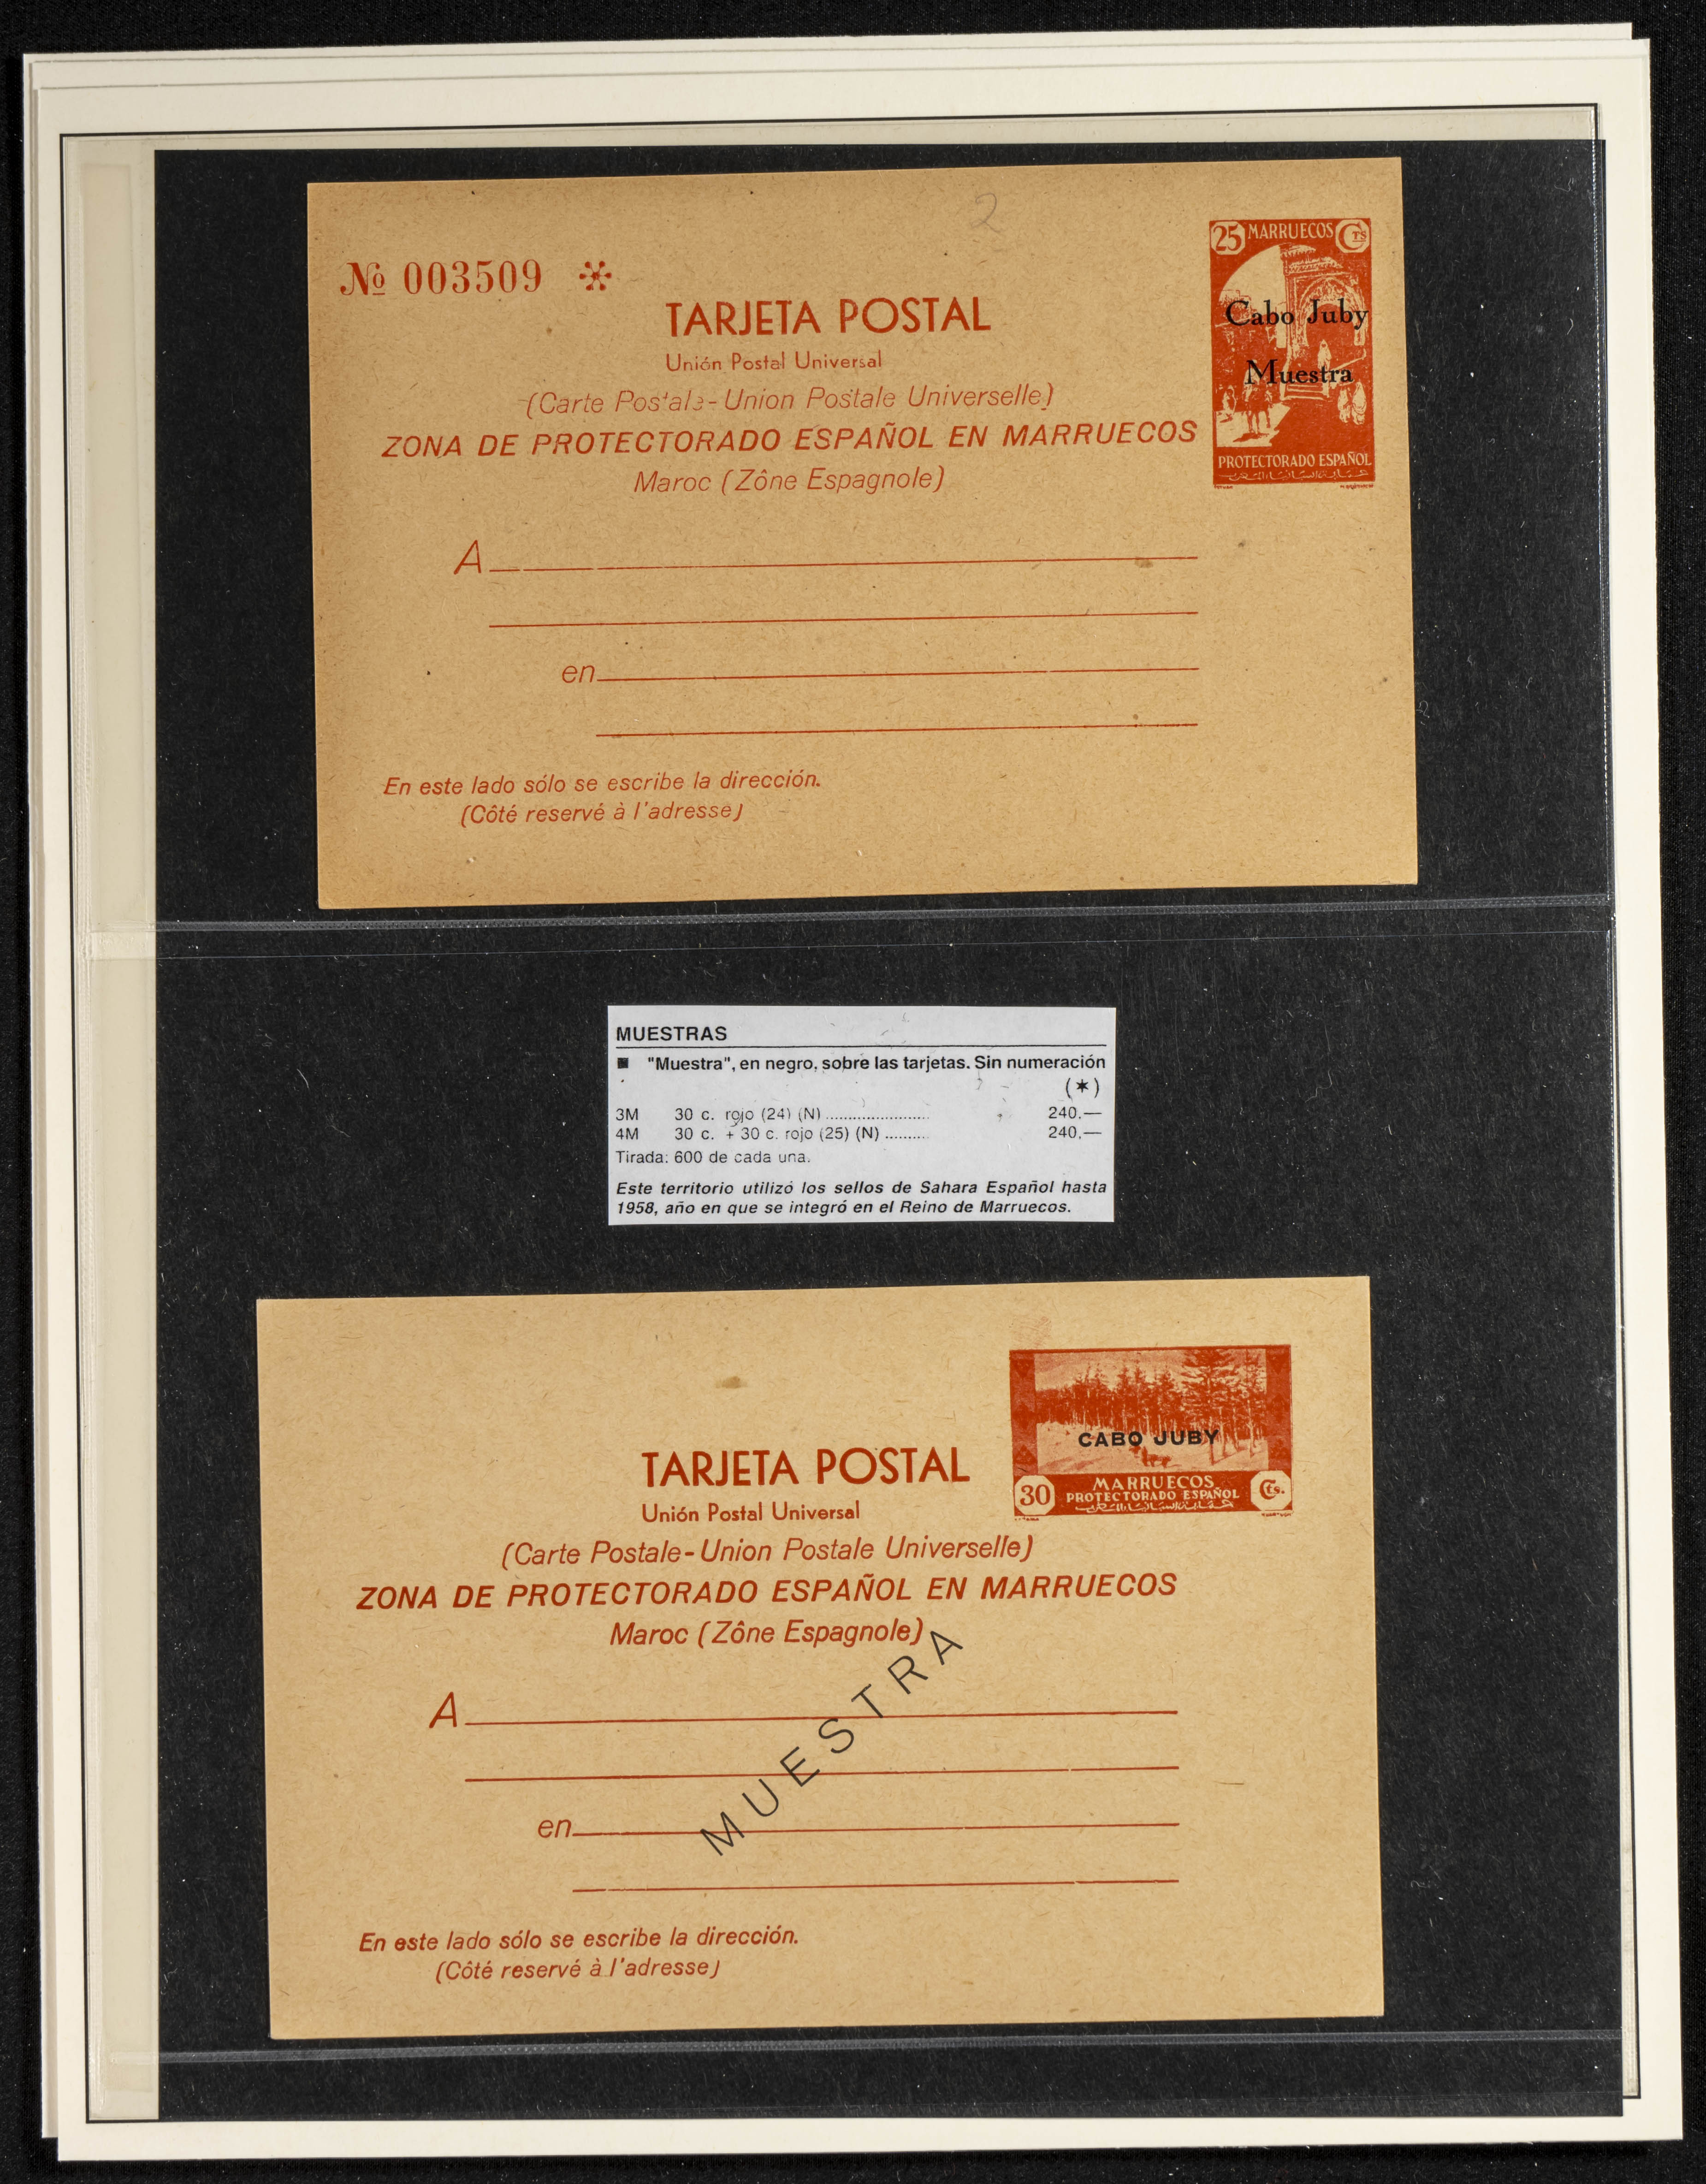 2
25 MARRUECOS Cts
Nº 003509
Cabo Juby
TARJETA POSTAL
Unión Postal Universal
Muestra
(Carte Postale-Union Postale Universelle)
ZONA DE PROTECTORADO ESPAÑOL EN MARRUECOS
PROTECTORADO ESPAÑOL
Maroc (Zône Espagnole)
A
en
En este lado sólo se escribe la dirección.
(Côté reservé à l'adresse)
MUESTRAS
■ "Muestra", en negro, sobre las tarjetas. Sin numeración
(*)
3M 30 c. rojo (24) (N) ........................ 240,—
4M 30 c. + 30 c. rojo (25) (N) .......... 240,—
Tirada: 600 de cada una.
Este territorio utilizó los sellos de Sahara Español hasta
1958, año en que se integró en el Reino de Marruecos.
CABO JUBY
TARJETA POSTAL
30 MARRUECOS Cts.
PROTECTORADO ESPAÑOL
Unión Postal Universal
(Carte Postale-Union Postale Universelle)
ZONA DE PROTECTORADO ESPAÑOL EN MARRUECOS
Maroc (Zône Espagnole)
MUESTRA
A
en
En este lado sólo se escribe la dirección.
(Côté reservé à l'adresse)